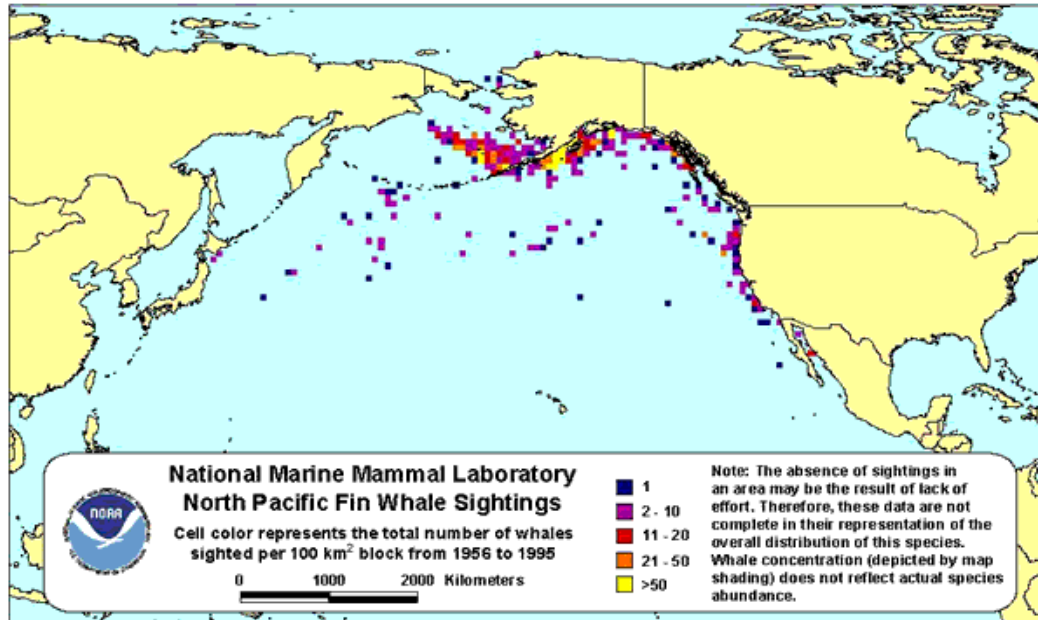 NOAA
National Marine Mammal Laboratory
North Pacific Fin Whale Sightings
Cell color represents the total number of whales
sighted per 100 km² block from 1956 to 1995
0 1000 2000 Kilometers
1
2 - 10
11 - 20
21 - 50
>50
Note: The absence of sightings in
an area may be the result of lack of
effort. Therefore, these data are not
complete in their representation of the
overall distribution of this species.
Whale concentration (depicted by map
shading) does not reflect actual species
abundance.